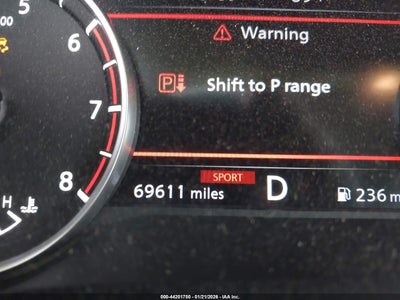 5
6
7
8
H
Warning
P
Shift to P range
SPORT
69611 miles
D
236 m
000-44201750 - 01/21/2026 - IAA Inc.